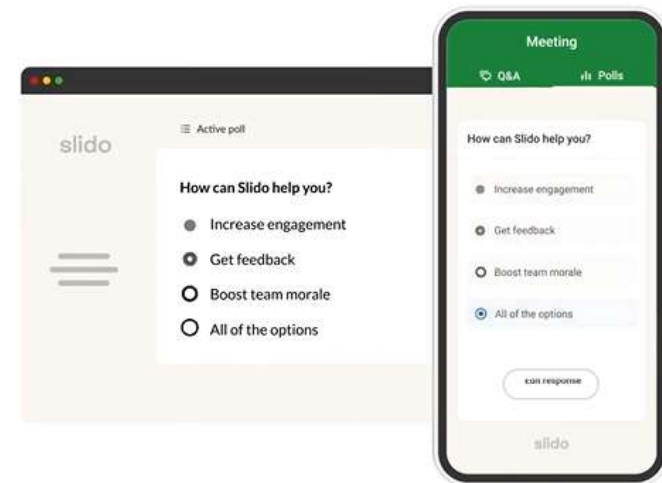 slido
Active poll
How can Slido help you?
Increase engagement
Get feedback
Boost team morale
All of the options
Meeting
Q&A
Polls
How can Slido help you?
Increase engagement
Get feedback
Boost team morale
All of the options
Edit response
slido